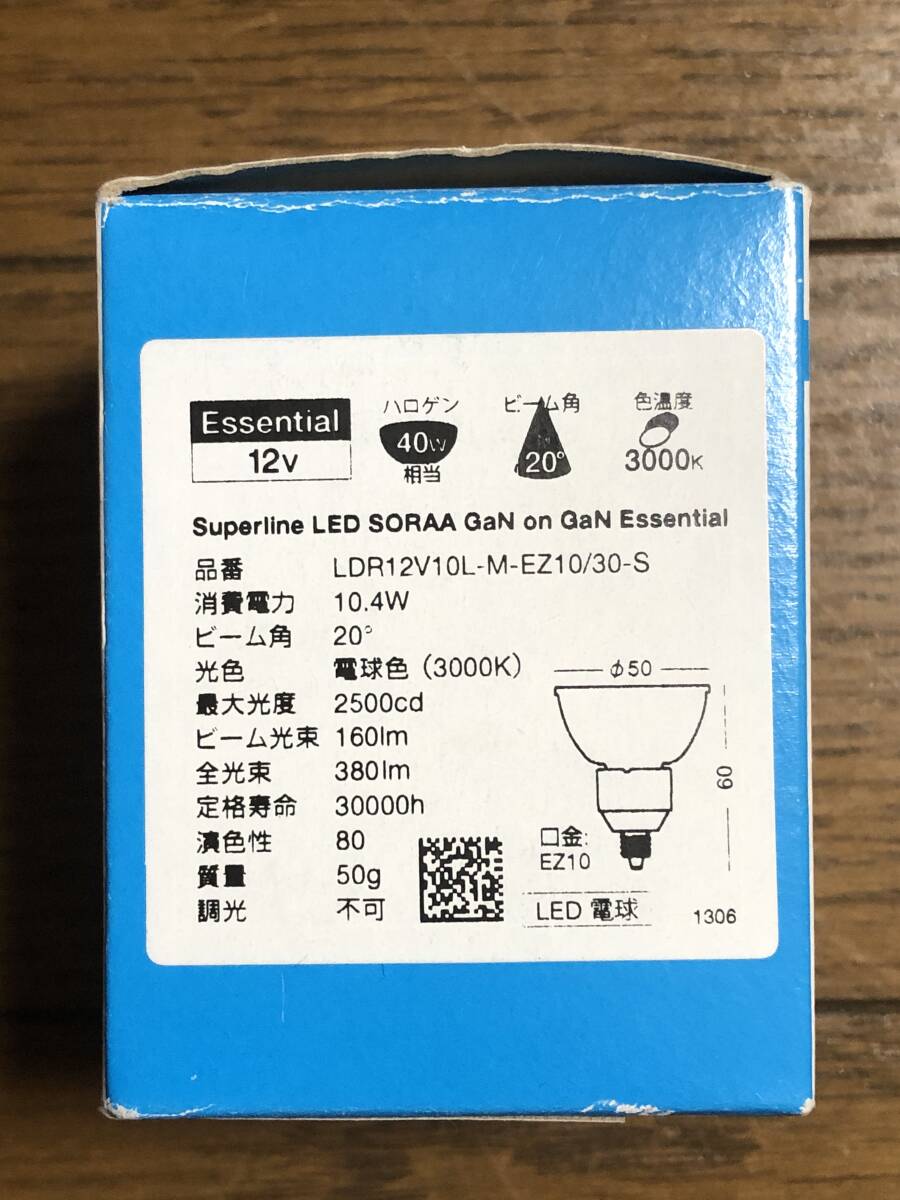 Essential
12v
ハロゲン
40W
相当
ビーム角
20°
色温度
3000K
Superline LED SORAA GaN on GaN Essential
品番 LDR12V10L-M-EZ10/30-S
消費電力 10.4W
ビーム角 20°
光色 電球色（3000K）
最大光度 2500cd
ビーム光束 160lm
全光束 380lm
定格寿命 30000h
演色性 80
質量 50g
調光 不可
φ50
60
口金:
EZ10
LED 電球
1306